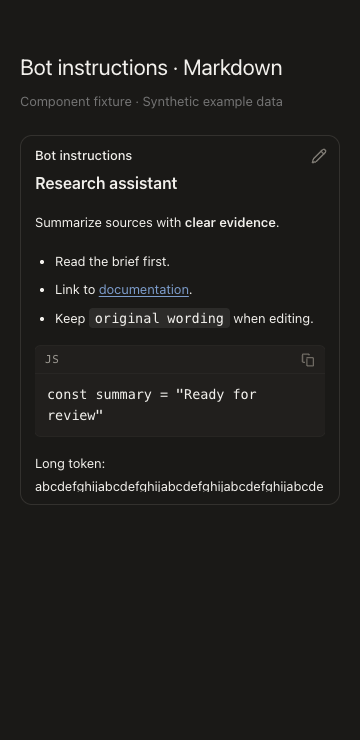 Bot instructions · Markdown
Component fixture · Synthetic example data
Bot instructions
Research assistant
Summarize sources with clear evidence.
• Read the brief first.
• Link to documentation.
• Keep original wording when editing.
JS
const summary = "Ready for
review"
Long token:
abcdefghijabcdefghijabcdefghijabcdefghijabcde